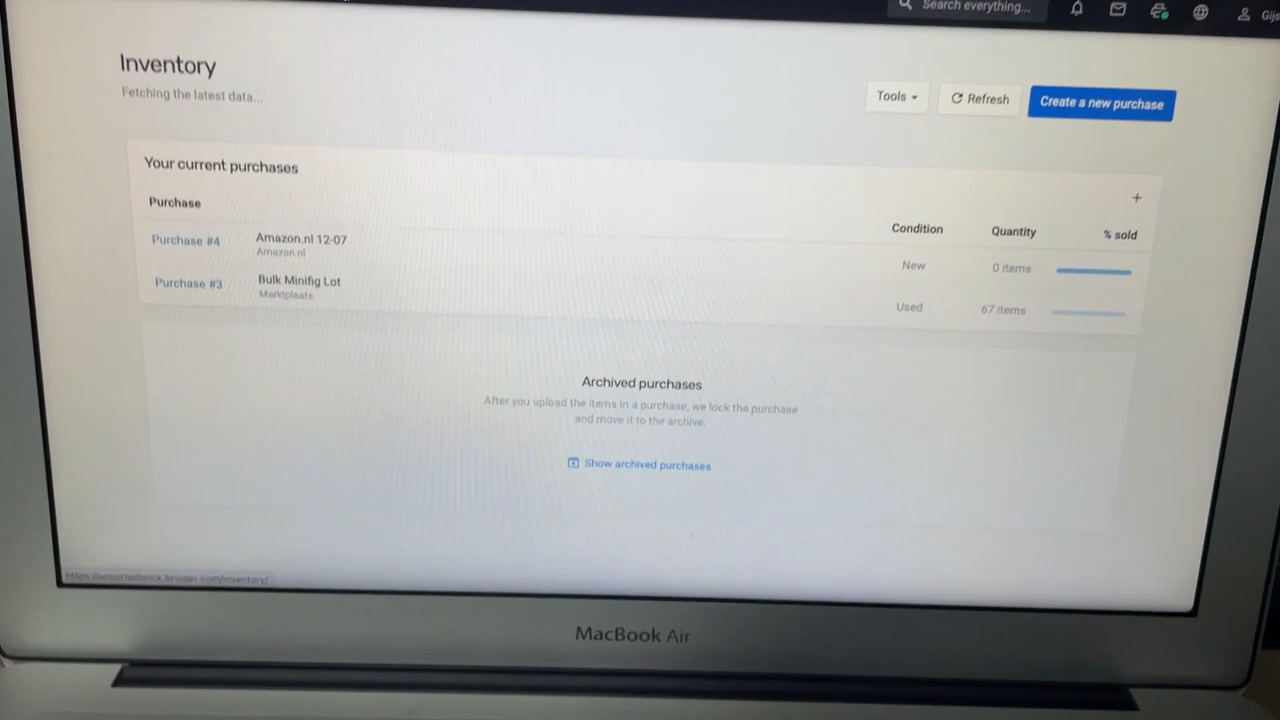 Search everything...
Gijs
Inventory
Fetching the latest data...
Tools
Refresh
Create a new purchase
Your current purchases
+
Purchase
Condition
Quantity
% sold
Purchase #4
Amazon.nl 12-07
Amazon.nl
New
0 items
Purchase #3
Bulk Minifig Lot
Marktplaats
Used
67 items
Archived purchases
After you upload the items in a purchase, we lock the purchase
and move it to the archive.
Show archived purchases
MacBook Air